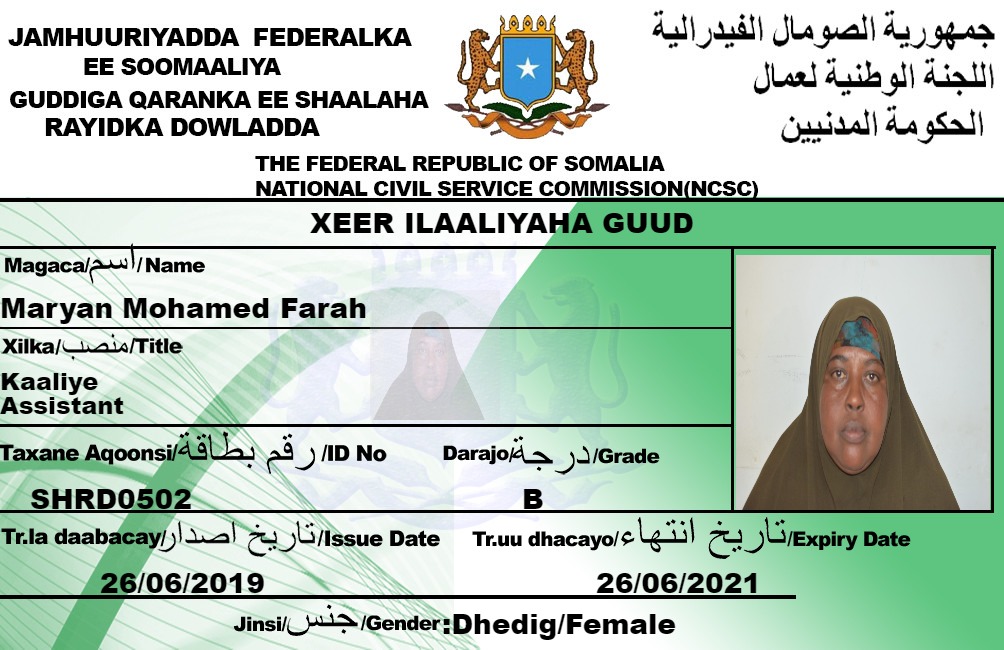 JAMHUURIYADDA FEDERALKA
EE SOOMAALIYA
GUDDIGA QARANKA EE SHAALAHA
RAYIDKA DOWLADDA
جمهورية الصومال الفيدرالية
اللجنة الوطنية لعمال
الحكومة المدنيين
THE FEDERAL REPUBLIC OF SOMALIA
NATIONAL CIVIL SERVICE COMMISSION(NCSC)
XEER ILAALIYAHA GUUD
Magaca/اسم/Name
Maryan Mohamed Farah
Xilka/منصب/Title
Kaaliye
Assistant
Taxane Aqoonsi/رقم بطاقة/ID No
SHRD0502
Darajo/درجة/Grade
B
Tr.la daabacay/تاريخ اصدار/Issue Date
26/06/2019
Tr.uu dhacayo/تاريخ انتهاء/Expiry Date
26/06/2021
Jinsi/جنس/Gender:Dhedig/Female